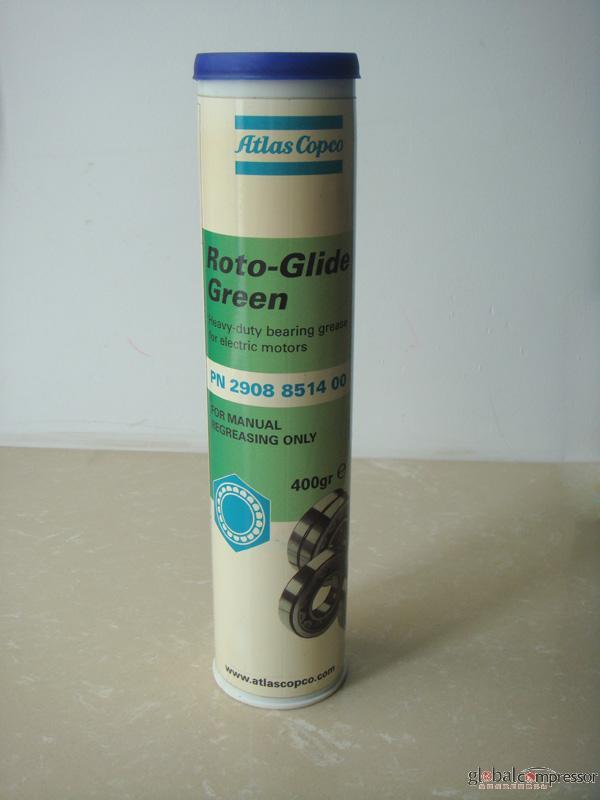 Atlas Copco
Roto-Glide
Green
Heavy-duty bearing grease
for electric motors
PN 2908 8514 00
FOR MANUAL
REGREASING ONLY
400gr ℮
www.atlascopco.com
globalcompressor